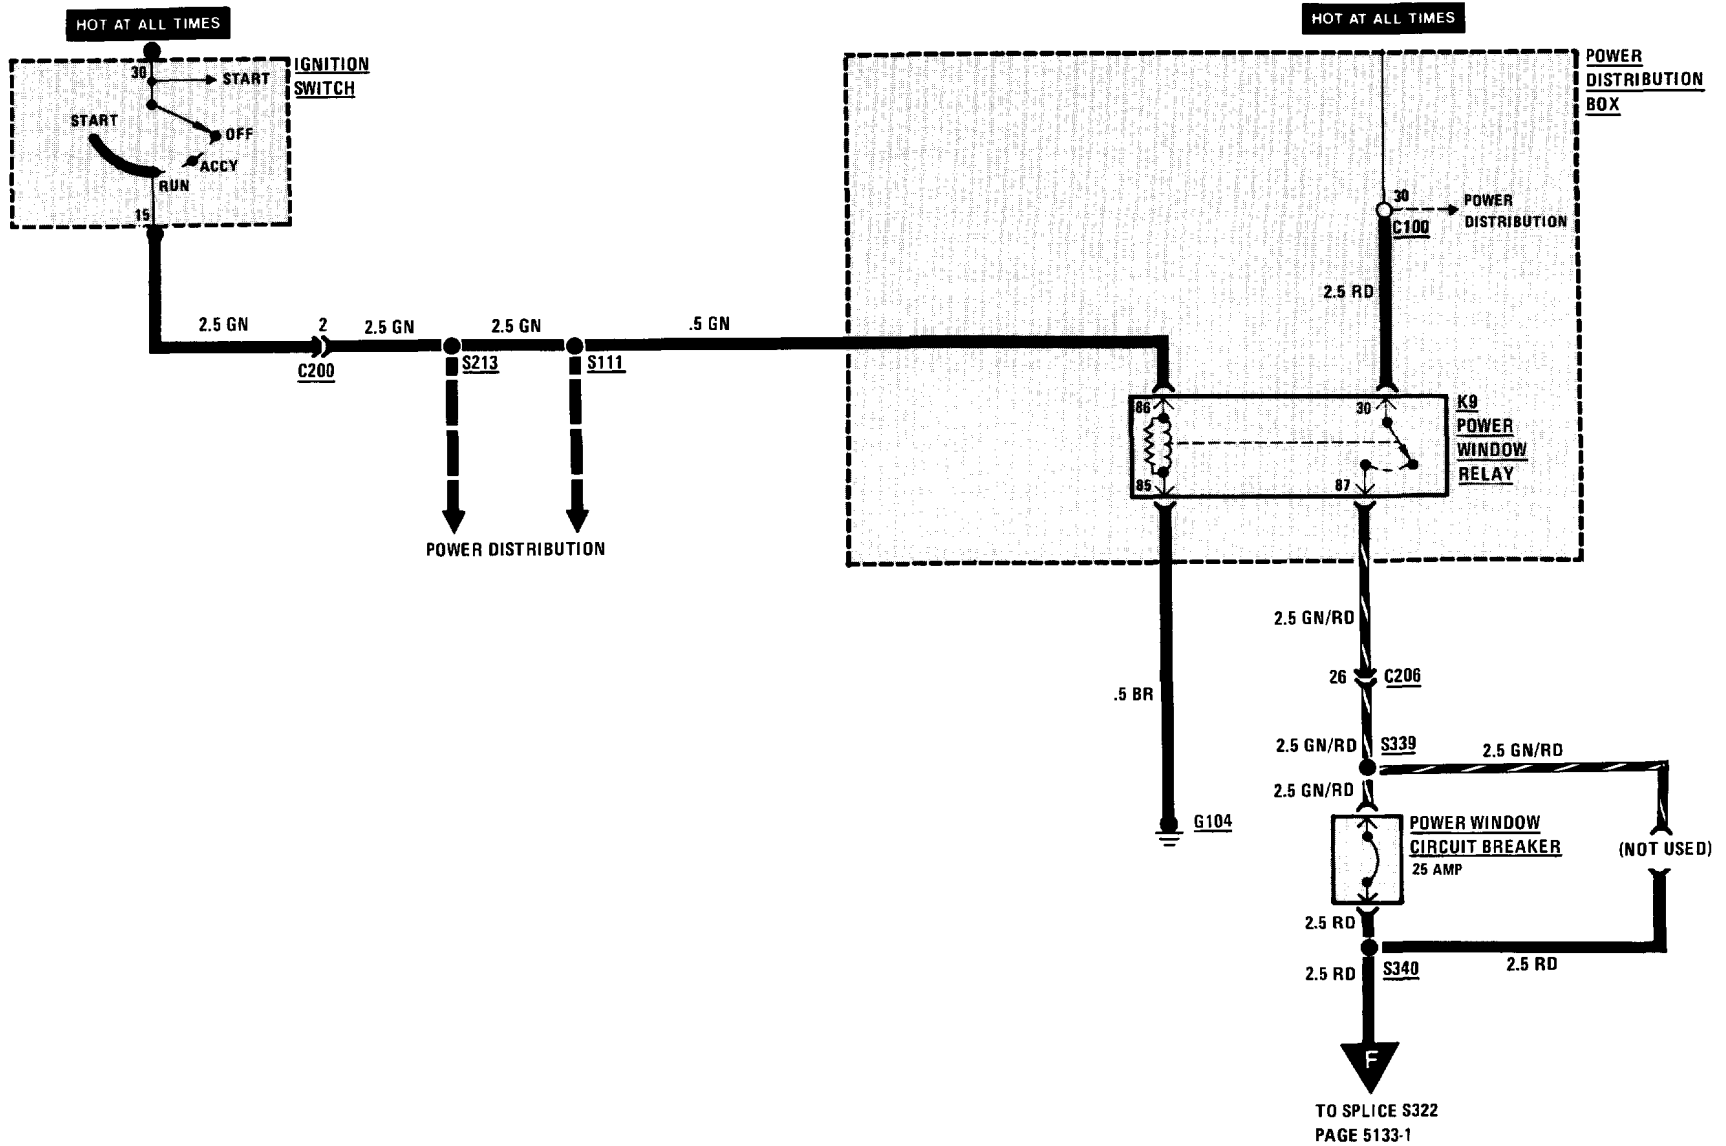 HOT AT ALL TIMES
HOT AT ALL TIMES
30
START
IGNITION
SWITCH
START
OFF
ACCY
RUN
15
POWER
DISTRIBUTION
BOX
30
POWER
DISTRIBUTION
C100
2.5 RD
2.5 GN
2
2.5 GN
2.5 GN
.5 GN
C200
S213
S111
POWER DISTRIBUTION
86
30
85
87
K9
POWER
WINDOW
RELAY
2.5 GN/RD
26
C206
.5 BR
2.5 GN/RD
S339
2.5 GN/RD
2.5 GN/RD
G104
POWER WINDOW
CIRCUIT BREAKER
25 AMP
(NOT USED)
2.5 RD
2.5 RD
S340
2.5 RD
F
TO SPLICE S322
PAGE 5133-1